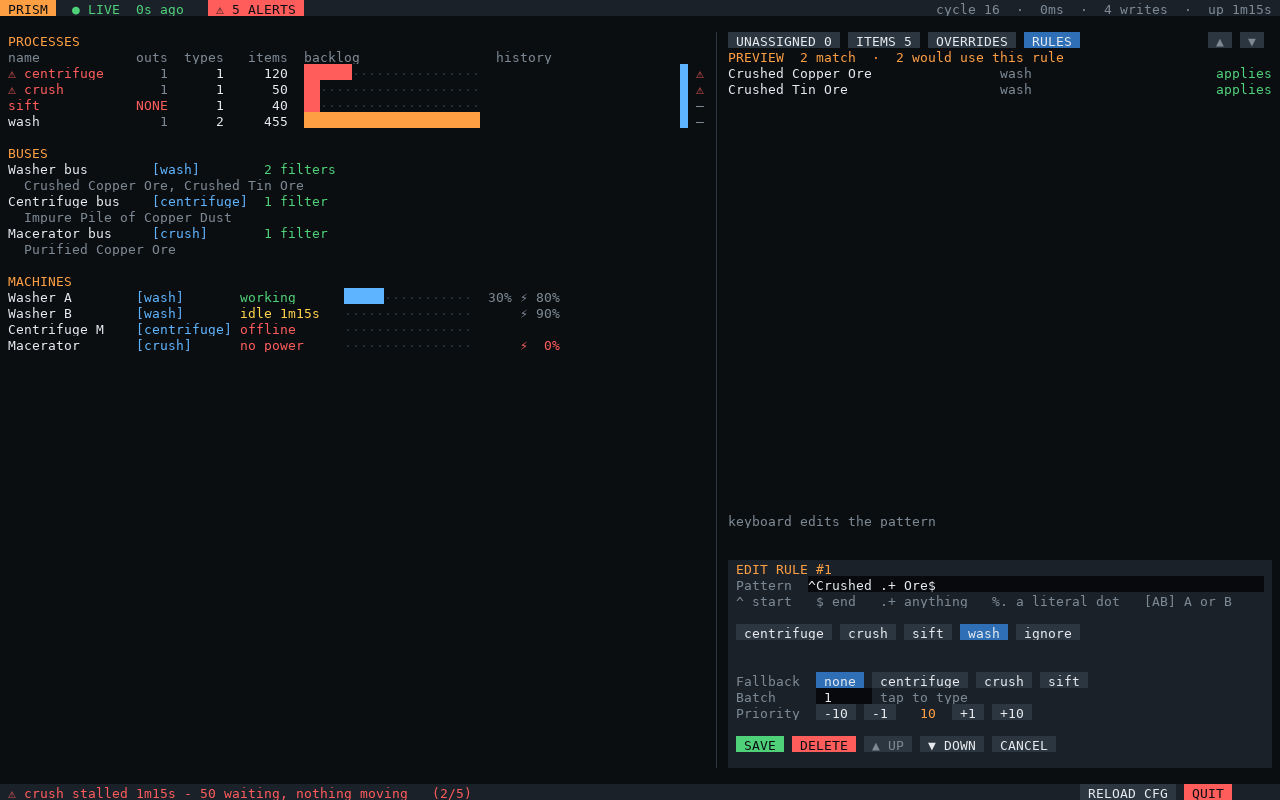 PRISM ● LIVE 0s ago ⚠ 5 ALERTS cycle 16 · 0ms · 4 writes · up 1m15s
PROCESSES
name outs types items backlog history
⚠ centrifuge 1 1 120 ⚠
⚠ crush 1 1 50 ⚠
sift NONE 1 40 —
wash 1 2 455 —
BUSES
Washer bus [wash] 2 filters
Crushed Copper Ore, Crushed Tin Ore
Centrifuge bus [centrifuge] 1 filter
Impure Pile of Copper Dust
Macerator bus [crush] 1 filter
Purified Copper Ore
MACHINES
Washer A [wash] working 30% ⚡ 80%
Washer B [wash] idle 1m15s ⚡ 90%
Centrifuge M [centrifuge] offline
Macerator [crush] no power ⚡ 0%
UNASSIGNED 0 ITEMS 5 OVERRIDES RULES ▲ ▼
PREVIEW 2 match · 2 would use this rule
Crushed Copper Ore wash applies
Crushed Tin Ore wash applies
keyboard edits the pattern
EDIT RULE #1
Pattern ^Crushed .+ Ore$
^ start $ end .+ anything %. a literal dot [AB] A or B
centrifuge crush sift wash ignore
Fallback none centrifuge crush sift
Batch 1 tap to type
Priority -10 -1 10 +1 +10
SAVE DELETE ▲ UP ▼ DOWN CANCEL
⚠ crush stalled 1m15s - 50 waiting, nothing moving (2/5) RELOAD CFG QUIT